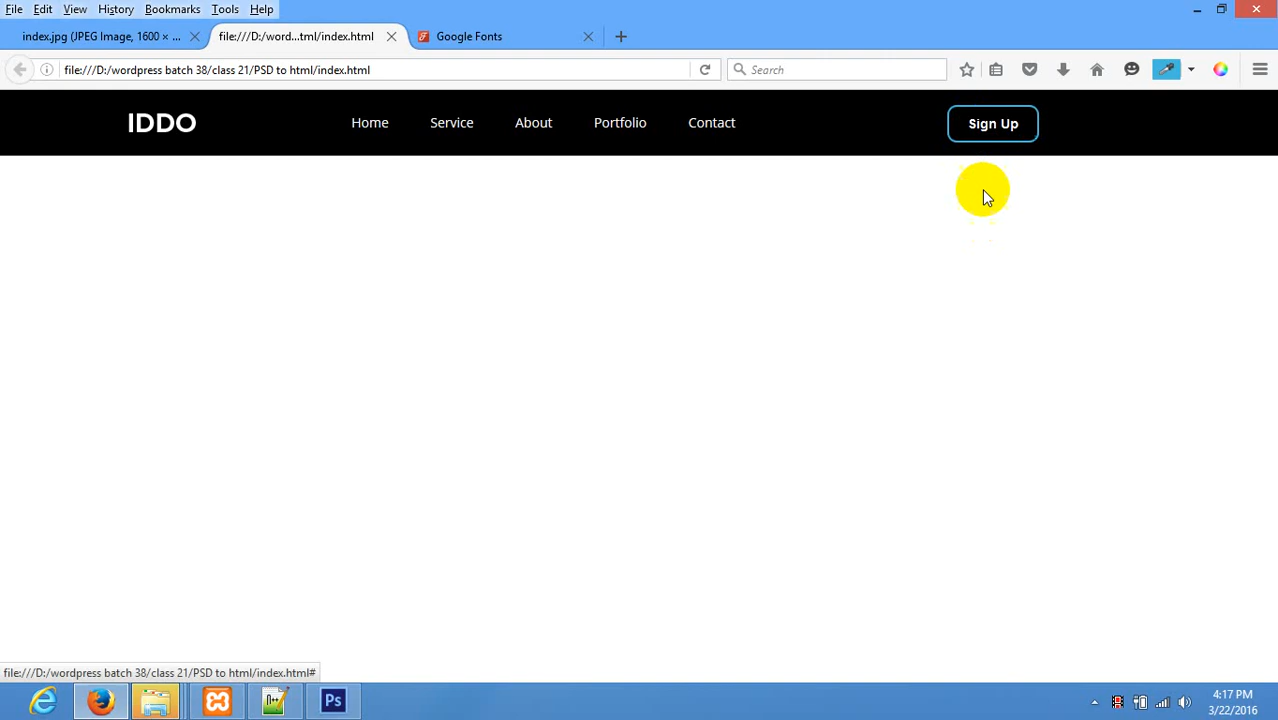 File Edit View History Bookmarks Tools Help
index.jpg (JPEG Image, 1600 × ... file:///D:/word...tml/index.html Google Fonts
file:///D:/wordpress batch 38/class 21/PSD to html/index.html Search
IDDO Home Service About Portfolio Contact Sign Up
file:///D:/wordpress batch 38/class 21/PSD to html/index.html#
Ps 4:17 PM
3/22/2016